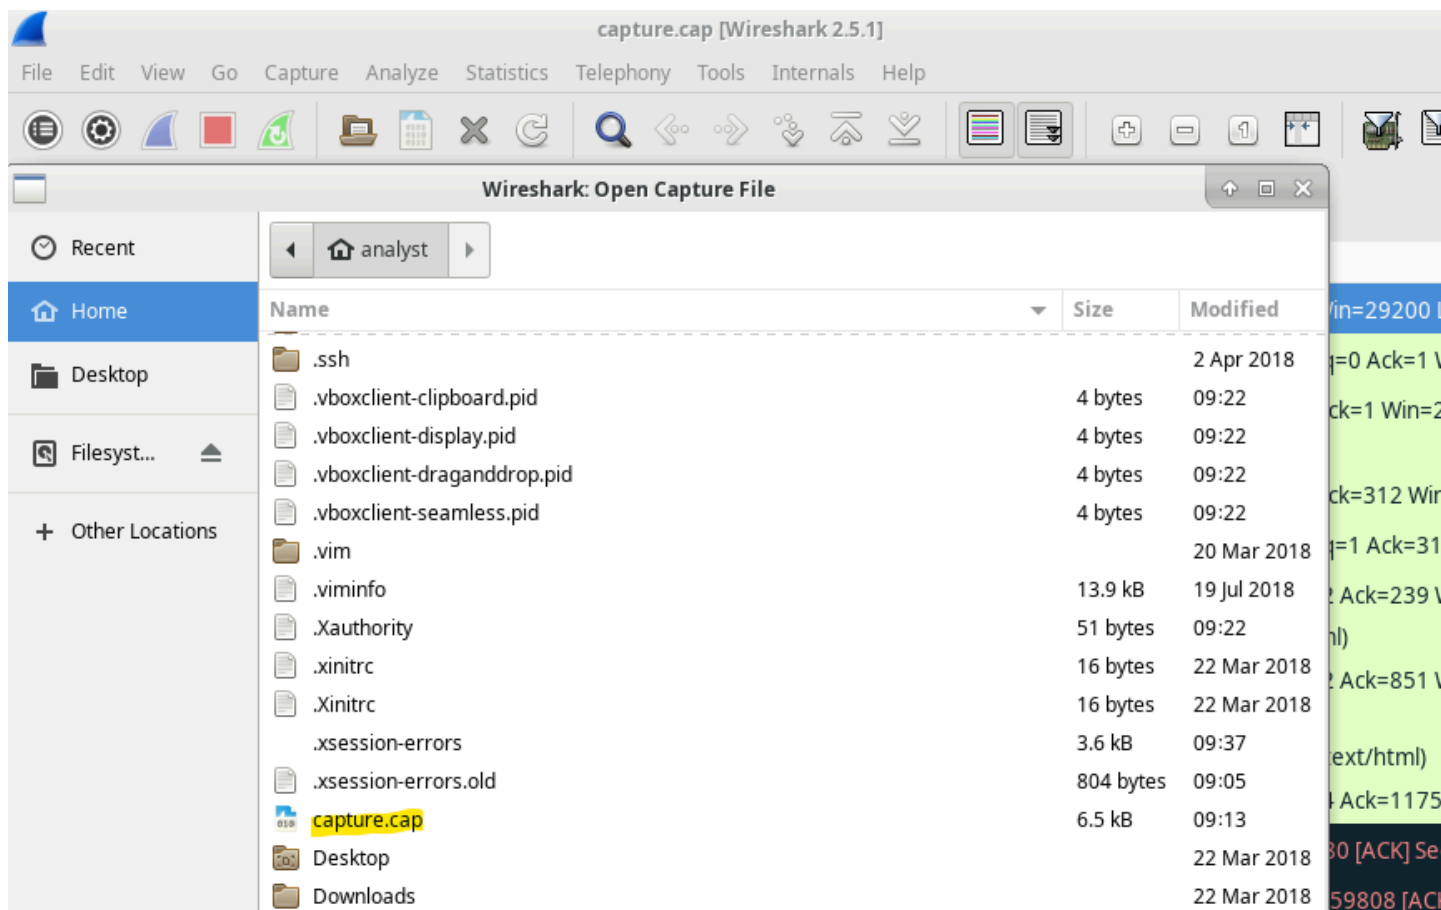 capture.cap [Wireshark 2.5.1]
File Edit View Go Capture Analyze Statistics Telephony Tools Internals Help
Wireshark: Open Capture File
Recent
Home
Desktop
Filesyst...
Other Locations
analyst
Name Size Modified
.ssh 2 Apr 2018
.vboxclient-clipboard.pid 4 bytes 09:22
.vboxclient-display.pid 4 bytes 09:22
.vboxclient-draganddrop.pid 4 bytes 09:22
.vboxclient-seamless.pid 4 bytes 09:22
.vim 20 Mar 2018
.viminfo 13.9 kB 19 Jul 2018
.Xauthority 51 bytes 09:22
.xinitrc 16 bytes 22 Mar 2018
.Xinitrc 16 bytes 22 Mar 2018
.xsession-errors 3.6 kB 09:37
.xsession-errors.old 804 bytes 09:05
capture.cap 6.5 kB 09:13
Desktop 22 Mar 2018
Downloads 22 Mar 2018
in=29200
=0 Ack=1
ck=1 Win=2
ck=312 Win
=1 Ack=31
Ack=239
ml)
Ack=851
ext/html)
Ack=1175
80 [ACK] Se
59808 [ACK